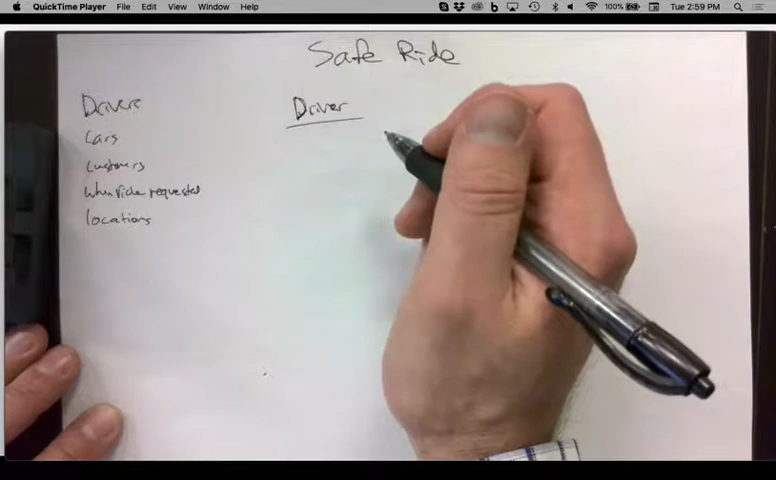 QuickTime Player File Edit View Window Help 100% Tue 2:59 PM
Safe Ride
Drivers
Cars
Customers
When ride requested
locations
Driver